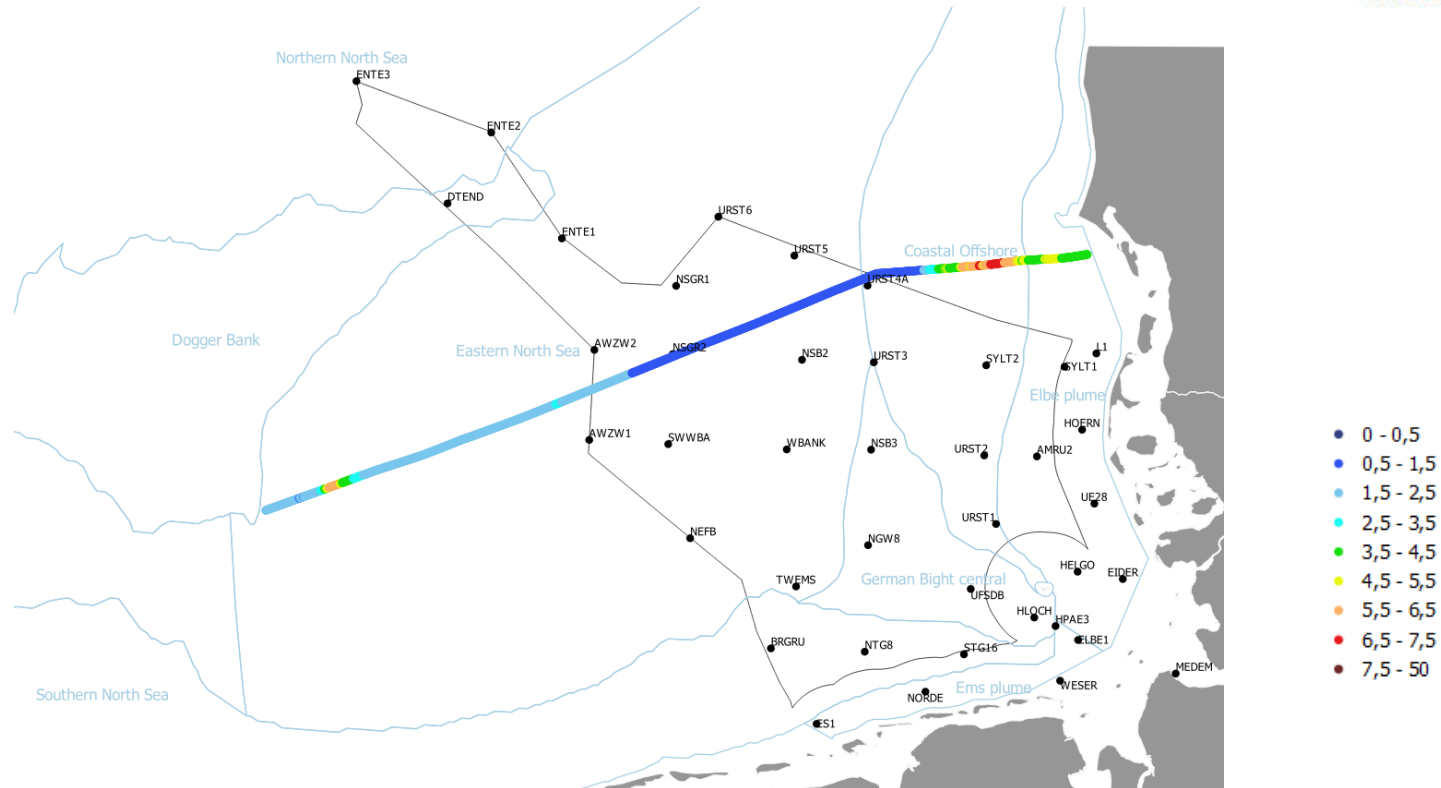 Northern North Sea
ENTE3
ENTE2
DTEND
URST6
ENTE1
URST5
Coastal Offshore
NSGR1
URST4A
Dogger Bank
AWZW2
Eastern North Sea
NSGR2
NSB2
URST3
SYLT2
L1
SYLT1
Elbe plume
AWZW1
SWWBA
WBANK
NSB3
URST2
HOERN
AMRU2
UE28
URST1
NEFB
NGW8
HELGO
EIDER
TWEMS
German Bight central
UFSDB
HLOCH
HPAE3
ELBE1
BRGRU
NTG8
STG16
MEDEM
Southern North Sea
Ems plume
WESER
NORDE
ES1
0 - 0,5
0,5 - 1,5
1,5 - 2,5
2,5 - 3,5
3,5 - 4,5
4,5 - 5,5
5,5 - 6,5
6,5 - 7,5
7,5 - 50